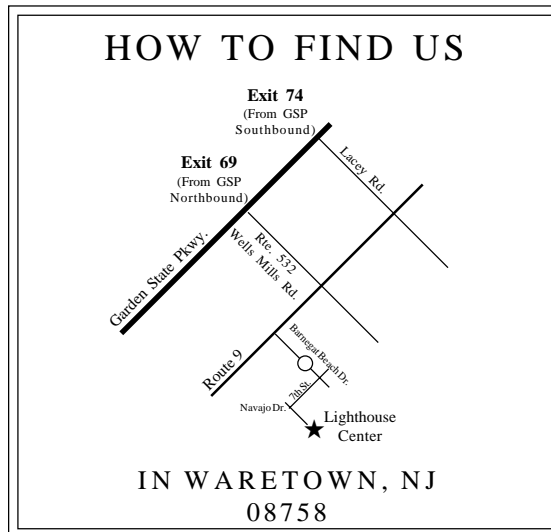 HOW TO FIND US
Exit 74
(From GSP
Southbound)
Lacey Rd.
Exit 69
(From GSP
Northbound)
Rte. 532
Wells Mills Rd.
Garden State Pkwy.
Route 9
Barnegat Beach Dr.
7th St.
Navajo Dr.
Lighthouse
Center
IN WARETOWN, NJ
08758